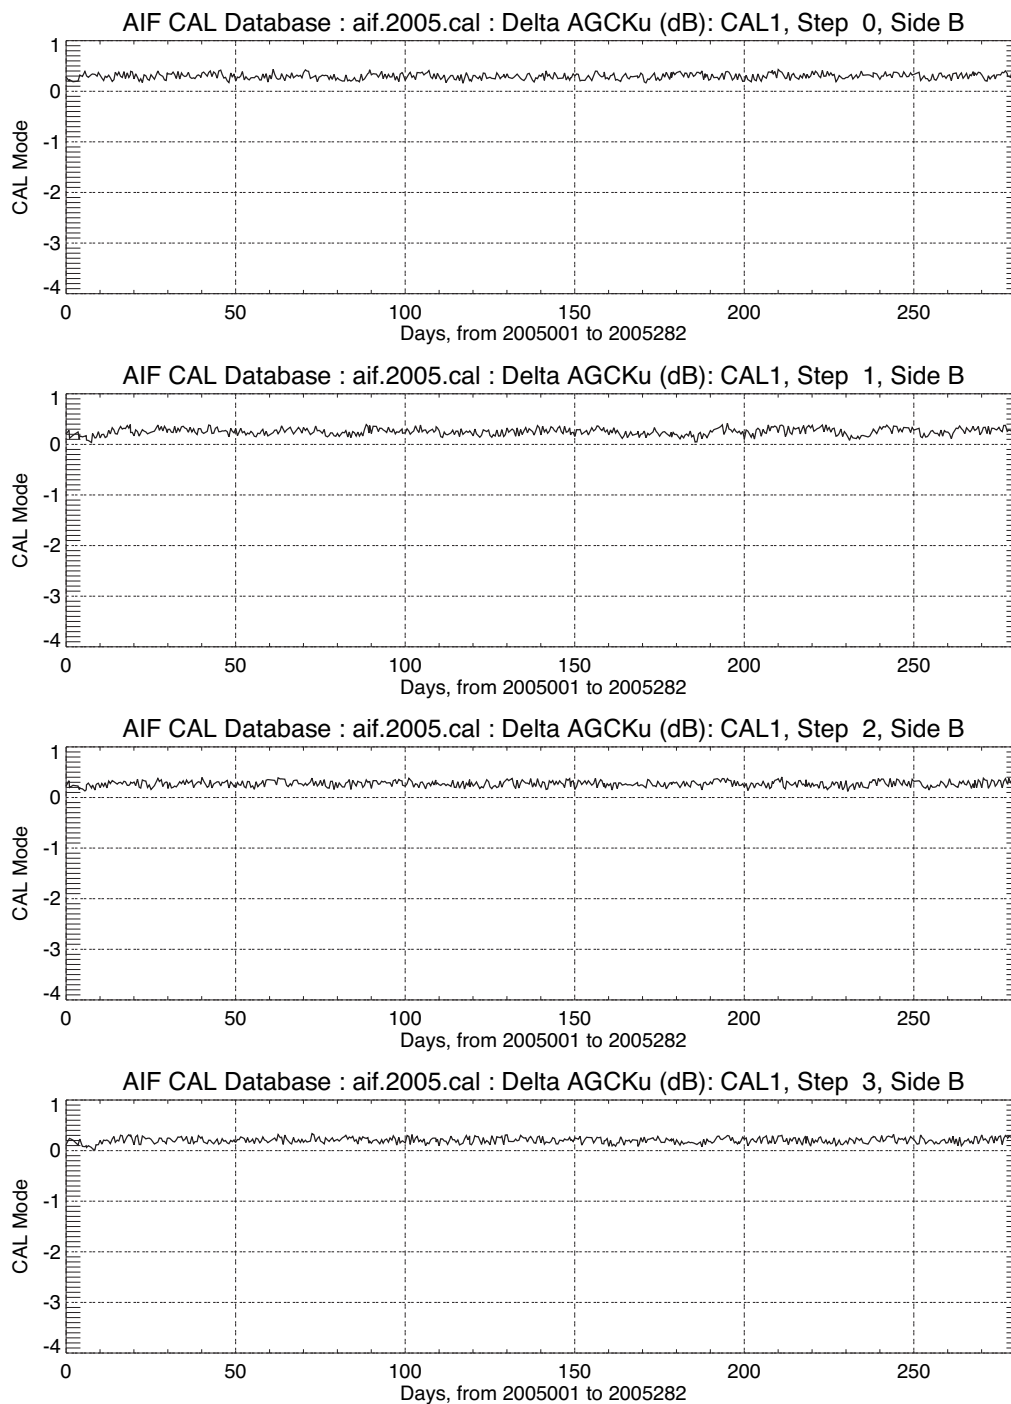 AIF CAL Database : aif.2005.cal : Delta AGCKu (dB): CAL1, Step  0, Side B
1
0
-1
-2
-3
-4
CAL Mode
0 50 100 150 200 250
Days, from 2005001 to 2005282
AIF CAL Database : aif.2005.cal : Delta AGCKu (dB): CAL1, Step  1, Side B
1
0
-1
-2
-3
-4
CAL Mode
0 50 100 150 200 250
Days, from 2005001 to 2005282
AIF CAL Database : aif.2005.cal : Delta AGCKu (dB): CAL1, Step  2, Side B
1
0
-1
-2
-3
-4
CAL Mode
0 50 100 150 200 250
Days, from 2005001 to 2005282
AIF CAL Database : aif.2005.cal : Delta AGCKu (dB): CAL1, Step  3, Side B
1
0
-1
-2
-3
-4
CAL Mode
0 50 100 150 200 250
Days, from 2005001 to 2005282